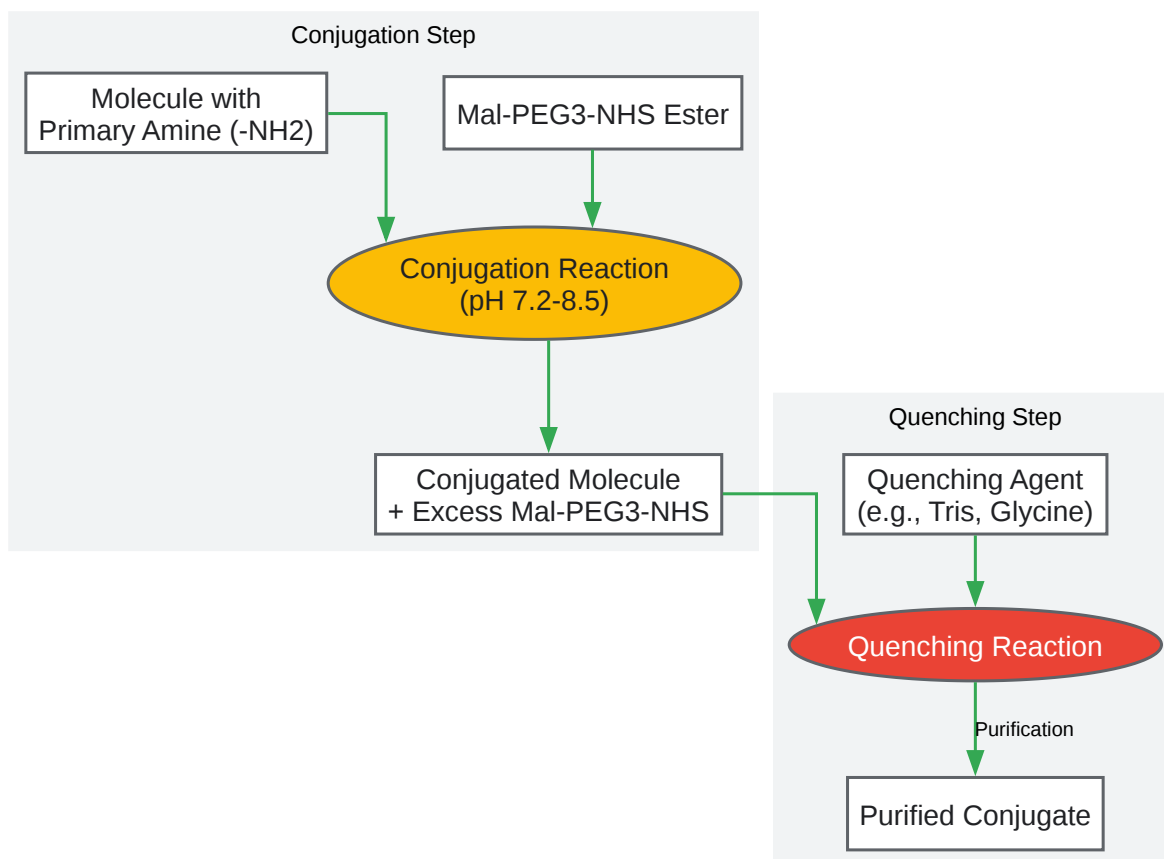 Conjugation Step
Molecule with
Primary Amine (-NH2)
Mal-PEG3-NHS Ester
Conjugation Reaction
(pH 7.2-8.5)
Conjugated Molecule
+ Excess Mal-PEG3-NHS
Quenching Step
Quenching Agent
(e.g., Tris, Glycine)
Quenching Reaction
Purification
Purified Conjugate